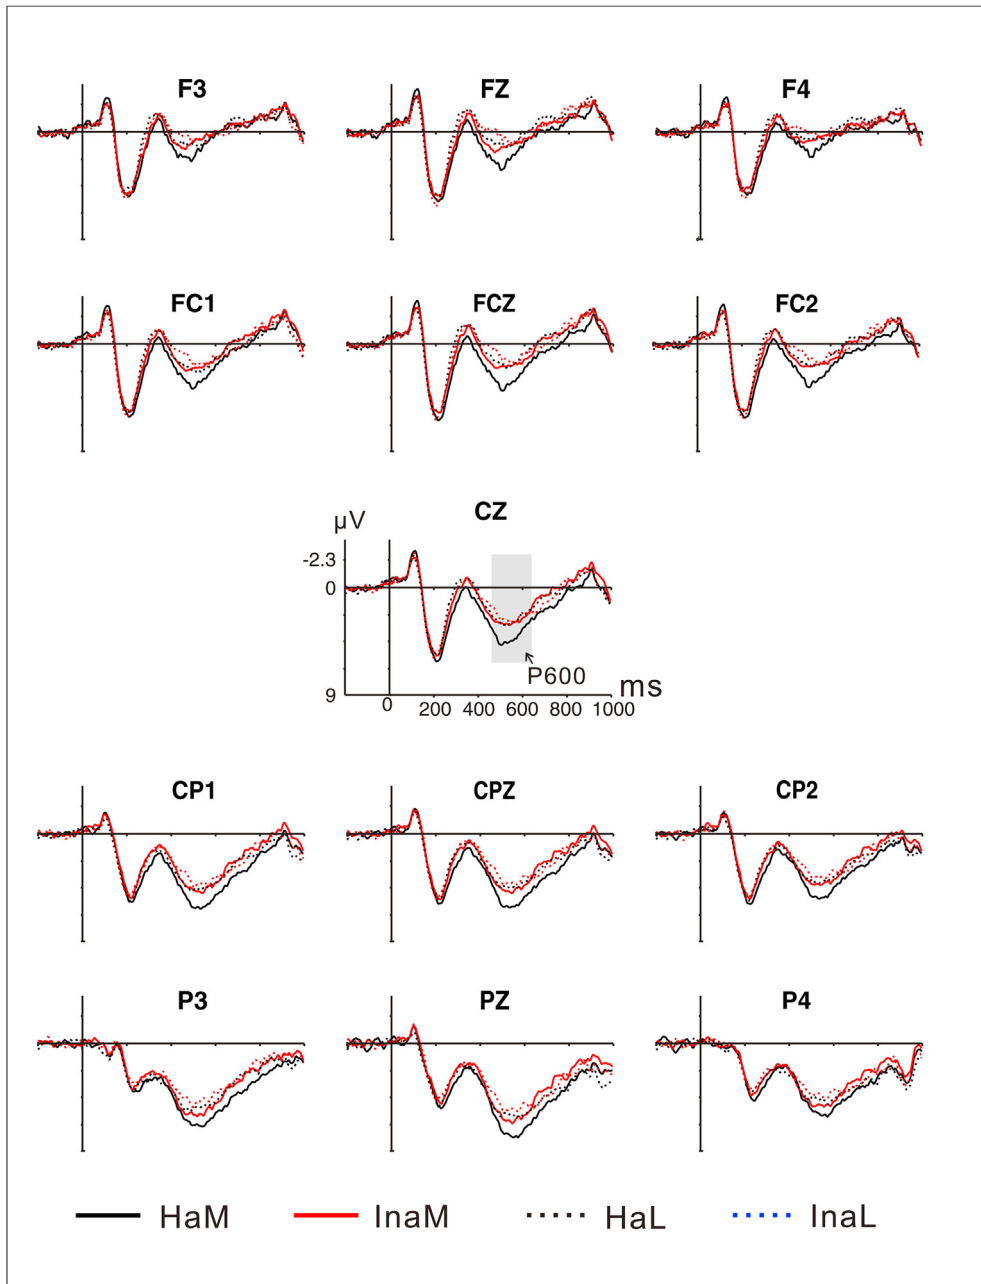 F3 FZ F4
FC1 FCZ FC2
CZ
µV
-2.3
0
P600
9
0 200 400 600 800 1000 ms
CP1 CPZ CP2
P3 PZ P4
HaM InaM HaL InaL